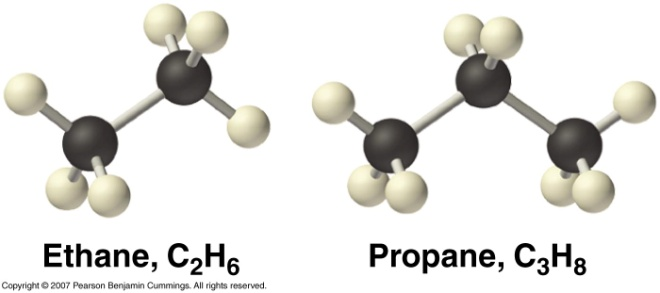 Ethane, C₂H₆
Propane, C₃H₈
Copyright © 2007 Pearson Benjamin Cummings. All rights reserved.